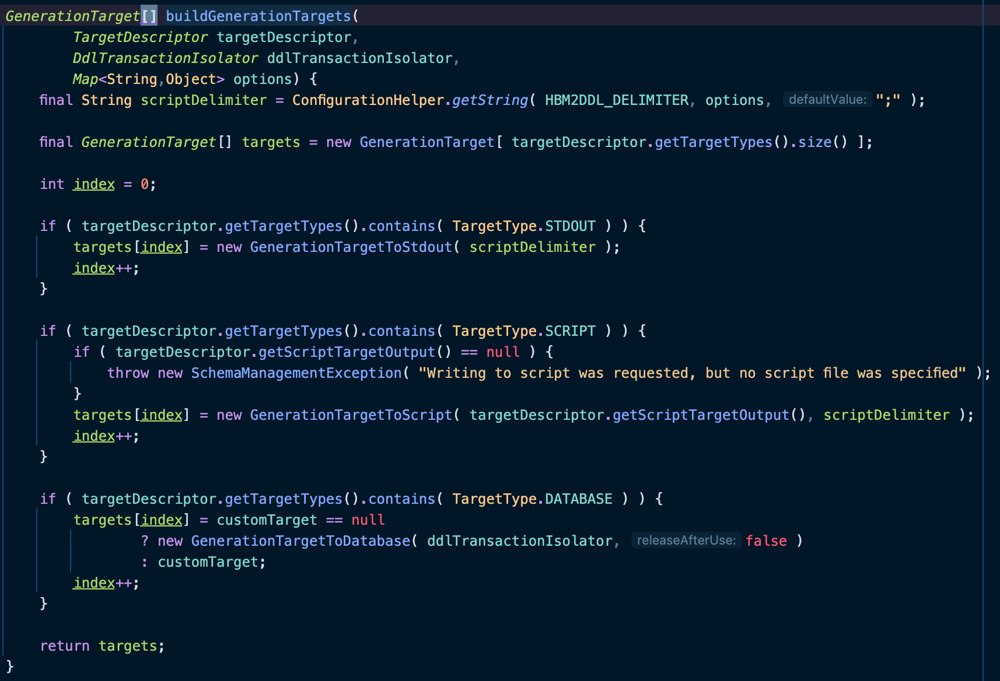 GenerationTarget[] buildGenerationTargets(
        TargetDescriptor targetDescriptor,
        DdlTransactionIsolator ddlTransactionIsolator,
        Map<String,Object> options) {
    final String scriptDelimiter = ConfigurationHelper.getString( HBM2DDL_DELIMITER, options, defaultValue: ";" );

    final GenerationTarget[] targets = new GenerationTarget[ targetDescriptor.getTargetTypes().size() ];

    int index = 0;

    if ( targetDescriptor.getTargetTypes().contains( TargetType.STDOUT ) ) {
        targets[index] = new GenerationTargetToStdout( scriptDelimiter );
        index++;
    }

    if ( targetDescriptor.getTargetTypes().contains( TargetType.SCRIPT ) ) {
        if ( targetDescriptor.getScriptTargetOutput() == null ) {
            throw new SchemaManagementException( "Writing to script was requested, but no script file was specified" );
        }
        targets[index] = new GenerationTargetToScript( targetDescriptor.getScriptTargetOutput(), scriptDelimiter );
        index++;
    }

    if ( targetDescriptor.getTargetTypes().contains( TargetType.DATABASE ) ) {
        targets[index] = customTarget == null
                ? new GenerationTargetToDatabase( ddlTransactionIsolator, releaseAfterUse: false )
                : customTarget;
        index++;
    }

    return targets;
}